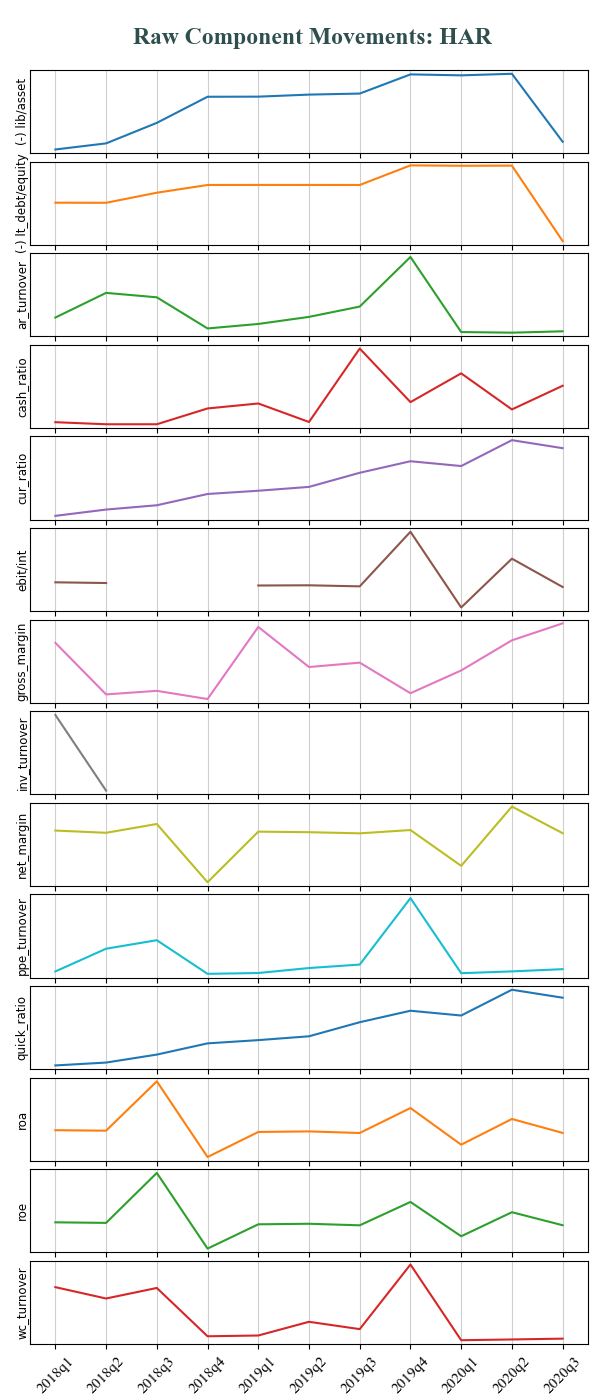 Raw Component Movements: HAR
(-) lib/asset
(-) lt_debt/equity
ar_turnover
cash_ratio
cur_ratio
ebit/int
gross_margin
inv_turnover
net_margin
ppe_turnover
quick_ratio
roa
roe
wc_turnover
2018q1 2018q2 2018q3 2018q4 2019q1 2019q2 2019q3 2019q4 2020q1 2020q2 2020q3